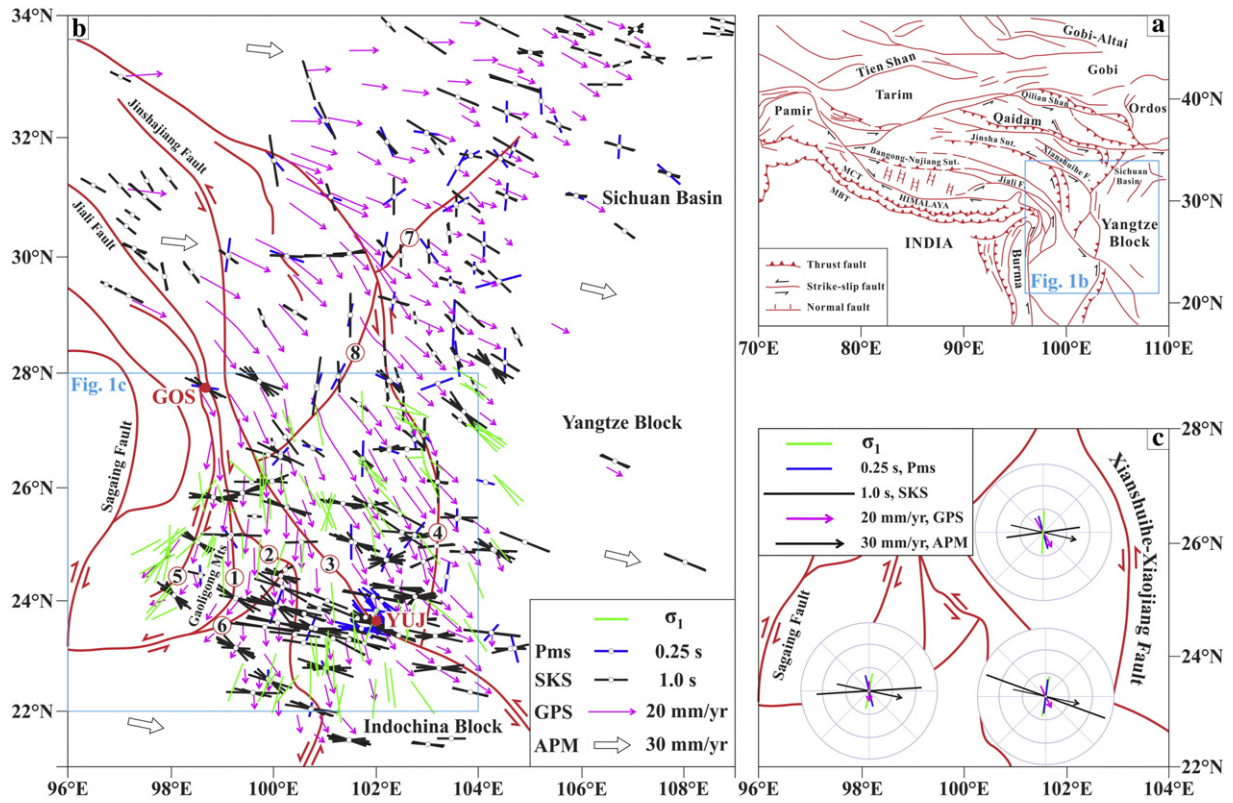 b
34°N
32°N
30°N
28°N
26°N
24°N
22°N
96°E
98°E
100°E
102°E
104°E
106°E
108°E
Jinshajiang Fault
Jiali Fault
Sichuan Basin
7
8
Fig. 1c
GOS
Sagaing Fault
Yangtze Block
4
2
3
5
1
Gaoligong Mts
6
YUJ
Indochina Block
σ1
Pms 0.25 s
SKS 1.0 s
GPS 20 mm/yr
APM 30 mm/yr
a
Gobi-Altai
Tien Shan
Gobi
Tarim
Pamir
Qilian Shan
Ordos
Qaidam
Jinsha Sut.
Xianshuihe F.
Bangong-Nujiang Sut.
Sichuan
Basin
MCT
Jiali F.
MBT
HIMALAYA
INDIA
Yangtze
Block
Burma
Fig. 1b
Thrust fault
Strike-slip fault
Normal fault
40°N
30°N
20°N
70°E
80°E
90°E
100°E
110°E
c
σ1
0.25 s, Pms
1.0 s, SKS
20 mm/yr, GPS
30 mm/yr, APM
Xianshuihe-Xiaojiang Fault
Sagaing Fault
28°N
26°N
24°N
22°N
96°E
98°E
100°E
102°E
104°E